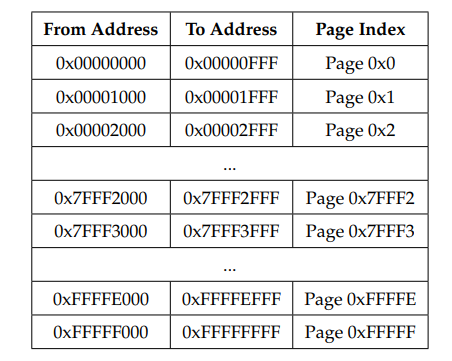 From Address To Address Page Index
0x00000000 0x00000FFF Page 0x0
0x00001000 0x00001FFF Page 0x1
0x00002000 0x00002FFF Page 0x2
...
0x7FFF2000 0x7FFF2FFF Page 0x7FFF2
0x7FFF3000 0x7FFF3FFF Page 0x7FFF3
...
0xFFFFE000 0xFFFFEFFF Page 0xFFFFE
0xFFFFF000 0xFFFFFFFF Page 0xFFFFF